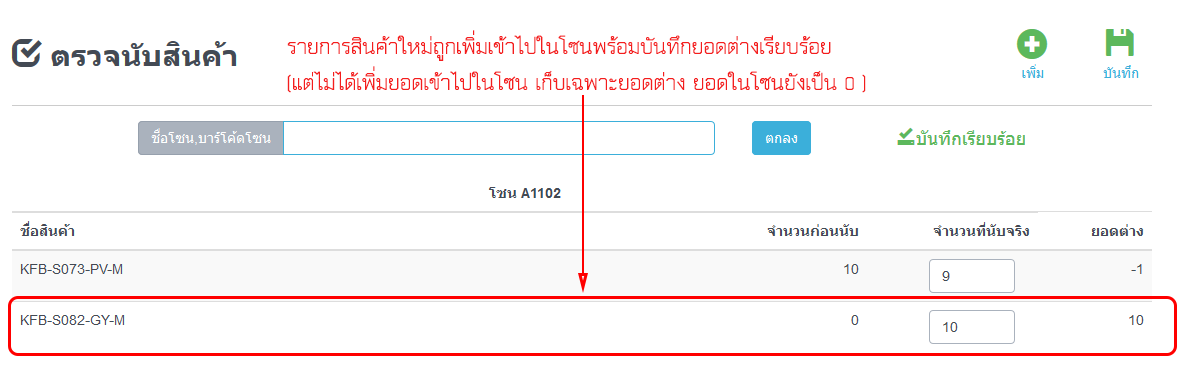 ตรวจนับสินค้า
รายการสินค้าใหม่ถูกเพิ่มเข้าไปในโซนพร้อมบันทึกยอดต่างเรียบร้อย
(แต่ไม่ได้เพิ่มยอดเข้าไปในโซน เก็บเฉพาะยอดต่าง ยอดในโซนยังเป็น 0 )
เพิ่ม บันทึก
ชื่อโซน,บาร์โค้ดโซน ตกลง บันทึกเรียบร้อย
โซน A1102
ชื่อสินค้า จำนวนก่อนนับ จำนวนที่นับจริง ยอดต่าง
KFB-S073-PV-M 10 9 -1
KFB-S082-GY-M 0 10 10